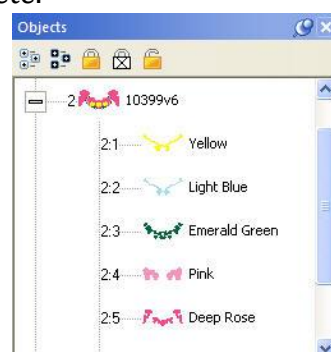 Objects
2 10399v6
2:1 Yellow
2:2 Light Blue
2:3 Emerald Green
2:4 Pink
2:5 Deep Rose